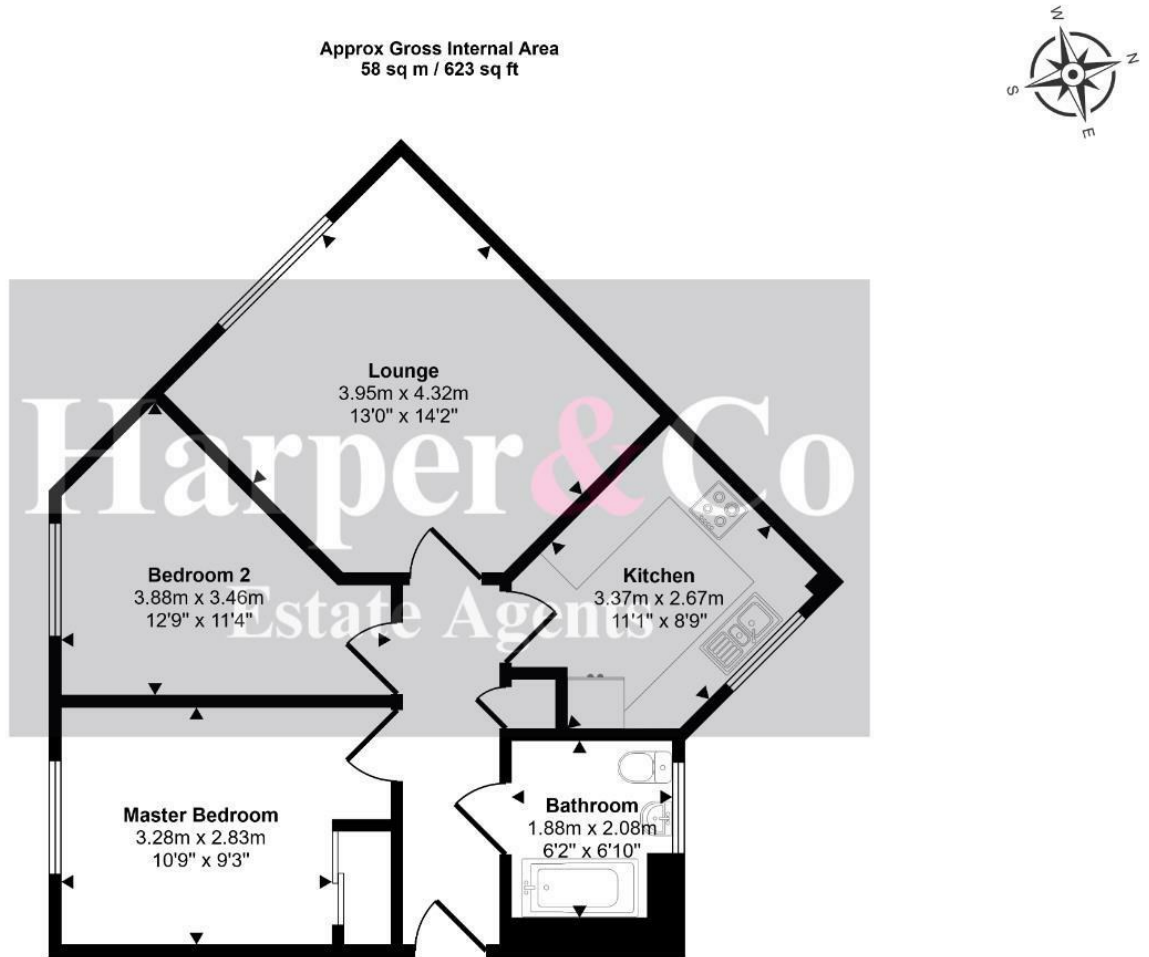 Approx Gross Internal Area
58 sq m / 623 sq ft
W
N
S
E
Lounge
3.95m x 4.32m
13'0" x 14'2"
Harper&Co
Estate Agents
Bedroom 2
3.88m x 3.46m
12'9" x 11'4"
Kitchen
3.37m x 2.67m
11'1" x 8'9"
Master Bedroom
3.28m x 2.83m
10'9" x 9'3"
Bathroom
1.88m x 2.08m
6'2" x 6'10"